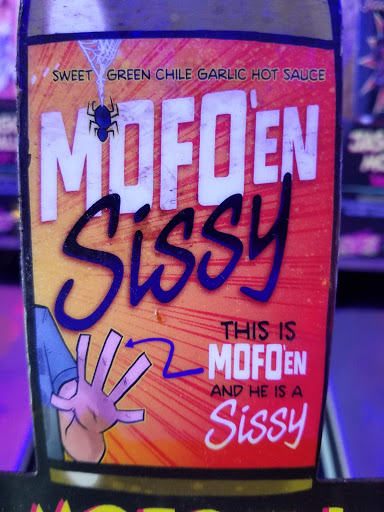 SWEET GREEN CHILE GARLIC HOT SAUCE
MOFO'EN
Sissy
THIS IS
MOFO'EN
AND HE IS A
Sissy